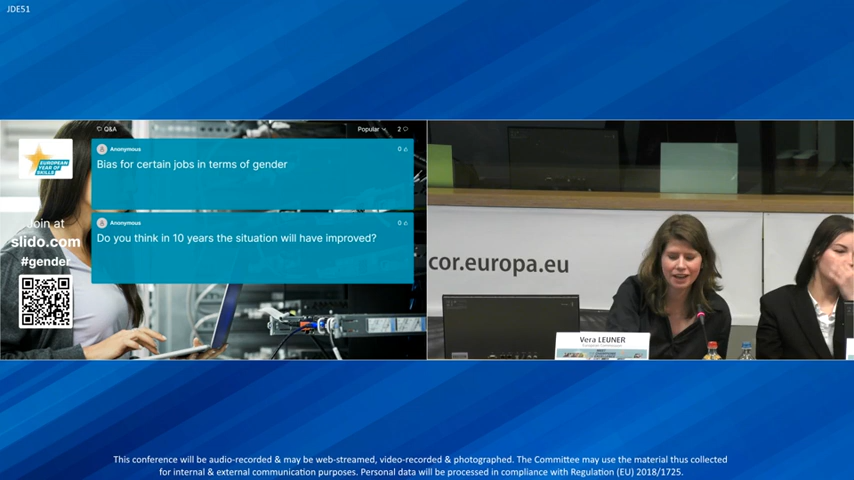 JDE51
Q&A
Popular
2
Anonymous
0
Bias for certain jobs in terms of gender
EUROPEAN
YEAR OF
SKILLS
Join at
slido.com
#gender
Anonymous
0
Do you think in 10 years the situation will have improved?
cor.europa.eu
Vera LEUNER
European Commission
This conference will be audio-recorded & may be web-streamed, video-recorded & photographed. The Committee may use the material thus collected
for internal & external communication purposes. Personal data will be processed in compliance with Regulation (EU) 2018/1725.